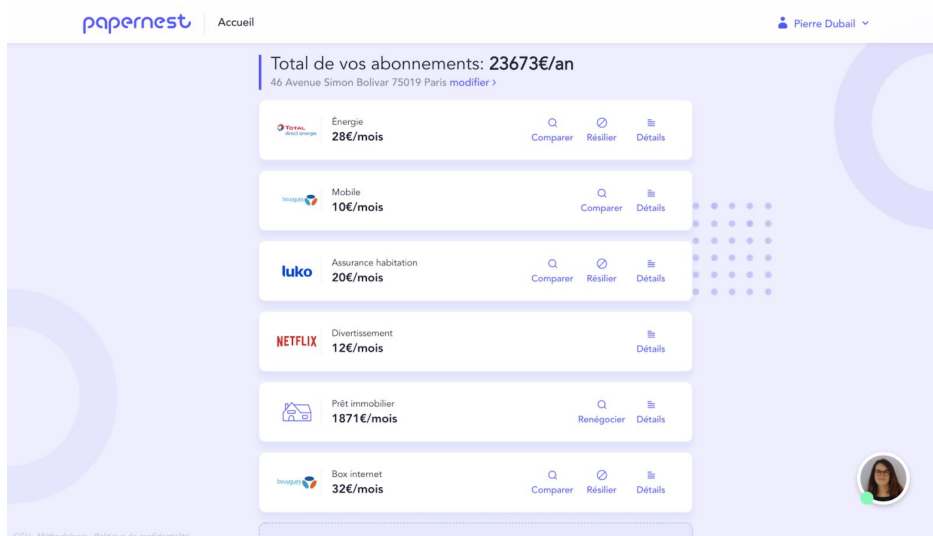 papernest
Accueil
Pierre Dubail
Total de vos abonnements: 23673€/an
46 Avenue Simon Bolivar 75019 Paris modifier >
TOTAL
direct energie
Énergie
28€/mois
Comparer
Résilier
Détails
bouygues
Mobile
10€/mois
Comparer
Détails
luko
Assurance habitation
20€/mois
Comparer
Résilier
Détails
NETFLIX
Divertissement
12€/mois
Détails
Prêt immobilier
1871€/mois
Renégocier
Détails
bouygues
Box internet
32€/mois
Comparer
Résilier
Détails